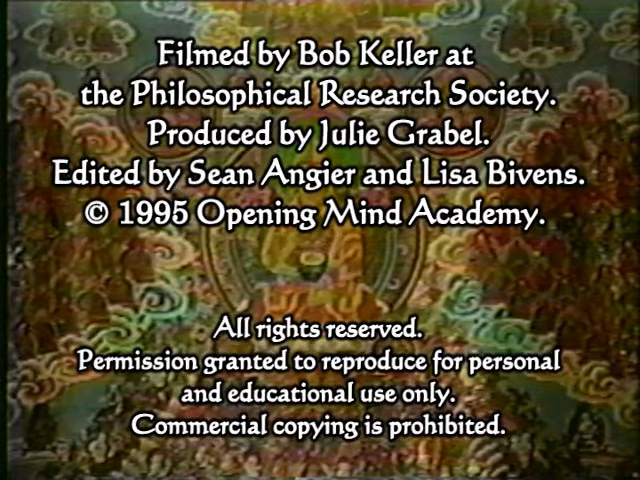 Filmed by Bob Keller at
the Philosophical Research Society.
Produced by Julie Grabel.
Edited by Sean Angier and Lisa Bivens.
© 1995 Opening Mind Academy.
All rights reserved.
Permission granted to reproduce for personal
and educational use only.
Commercial copying is prohibited.